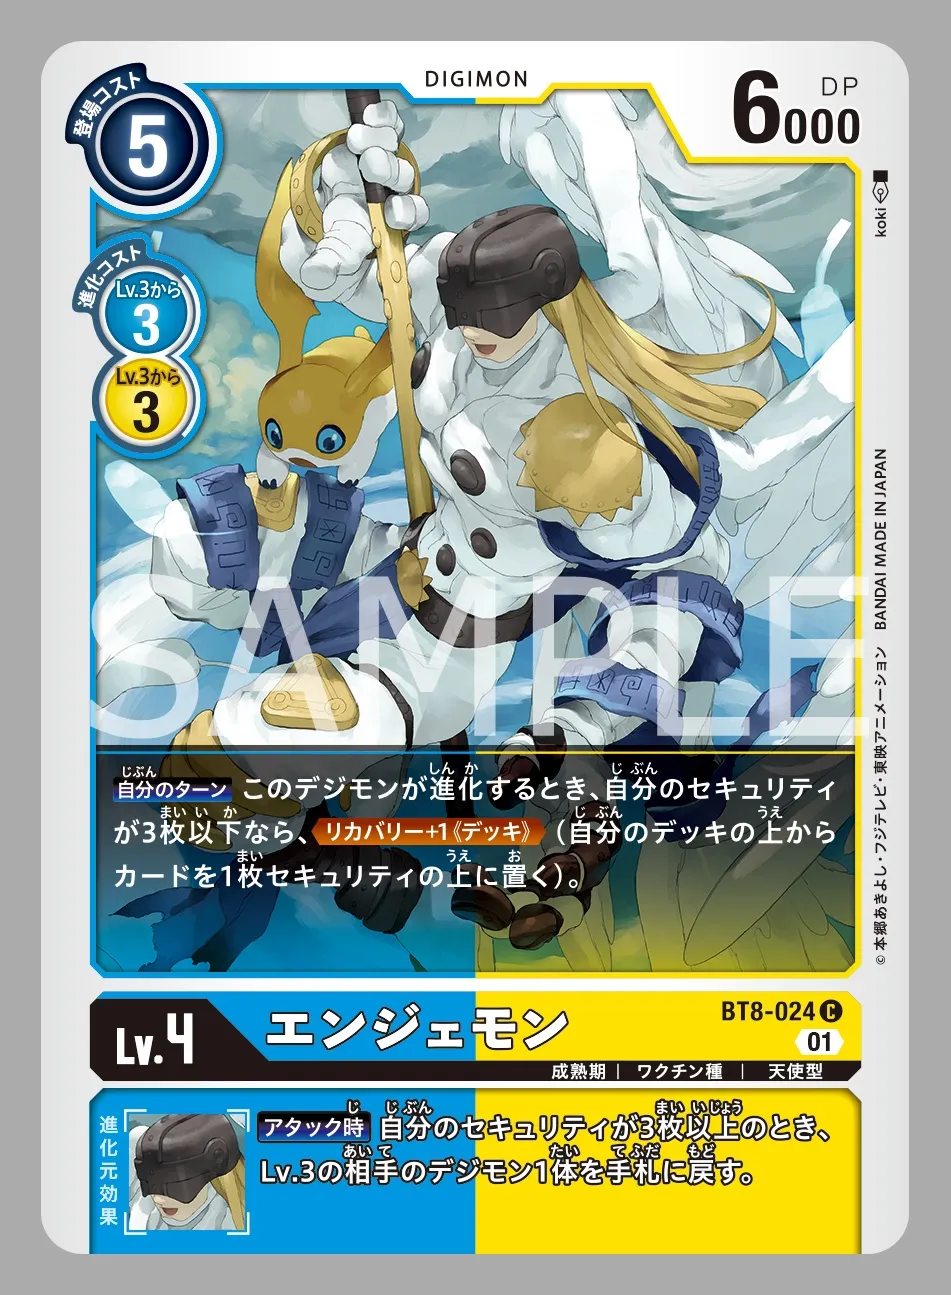 DIGIMON
登場コスト
5
6000
DP
進化コスト
Lv.3から
3
Lv.3から
3
koki
BANDAI MADE IN JAPAN
©本郷あきよし・フジテレビ・東映アニメーション
SAMPLE
自分のターン このデジモンが進化するとき、自分のセキュリティ
が3枚以下なら、リカバリー+1《デッキ》（自分のデッキの上から
カードを1枚セキュリティの上に置く）。
Lv.4
エンジェモン
BT8-024 C
01
成熟期 | ワクチン種 | 天使型
進化元効果
アタック時 自分のセキュリティが3枚以上のとき、
Lv.3の相手のデジモン1体を手札に戻す。